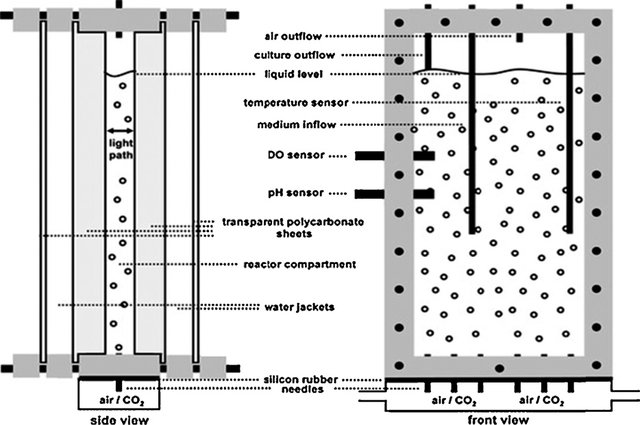 air outflow
culture outflow
liquid level
temperature sensor
medium inflow
light
path
DO sensor
pH sensor
transparent polycarbonate
sheets
reactor compartment
water jackets
silicon rubber
needles
air / CO₂
air / CO₂
air / CO₂
side view
front view